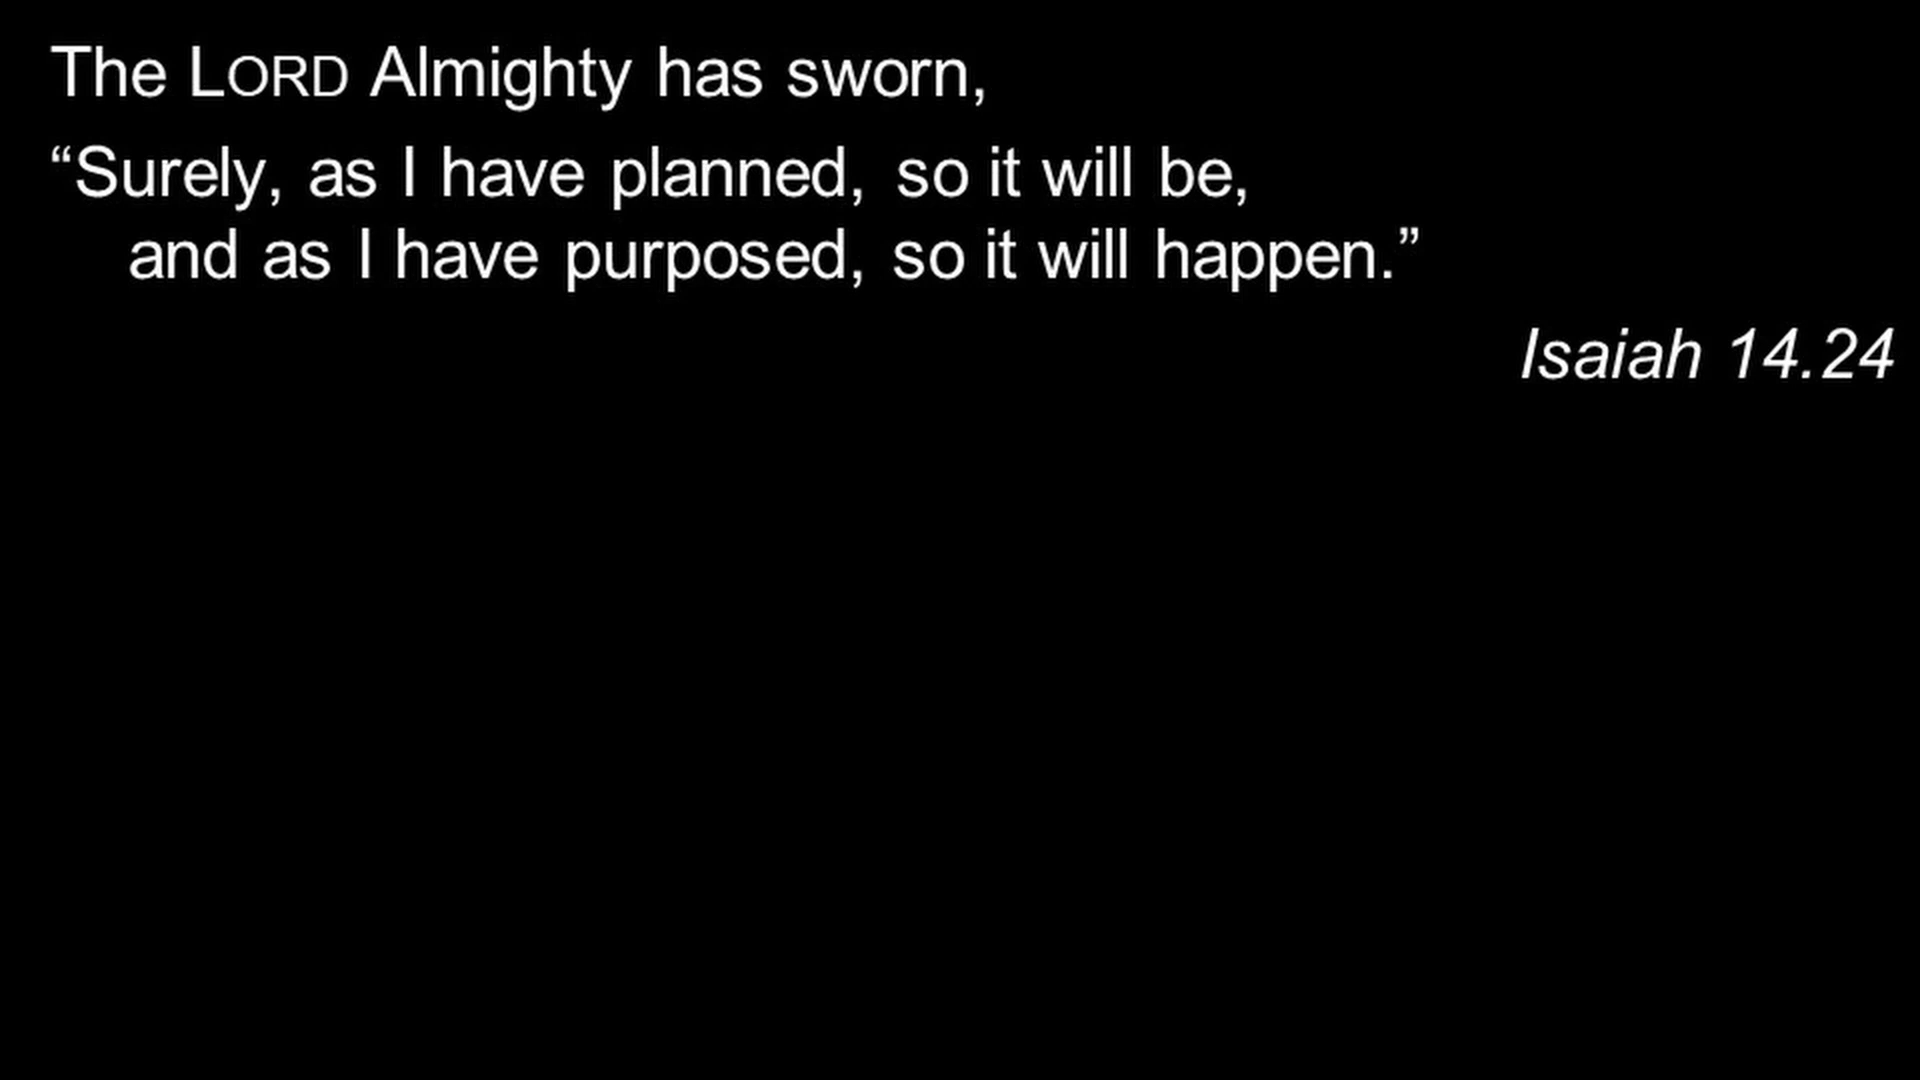 The LORD Almighty has sworn,
“Surely, as I have planned, so it will be,
and as I have purposed, so it will happen.”
Isaiah 14.24